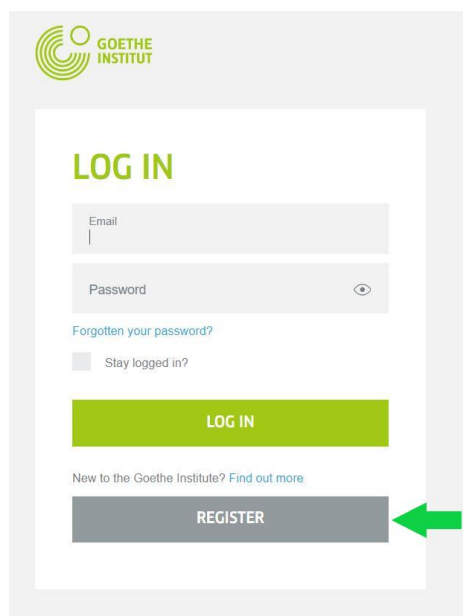 GOETHE
INSTITUT
LOG IN
Email
Password
Forgotten your password?
Stay logged in?
LOG IN
New to the Goethe Institute? Find out more
REGISTER